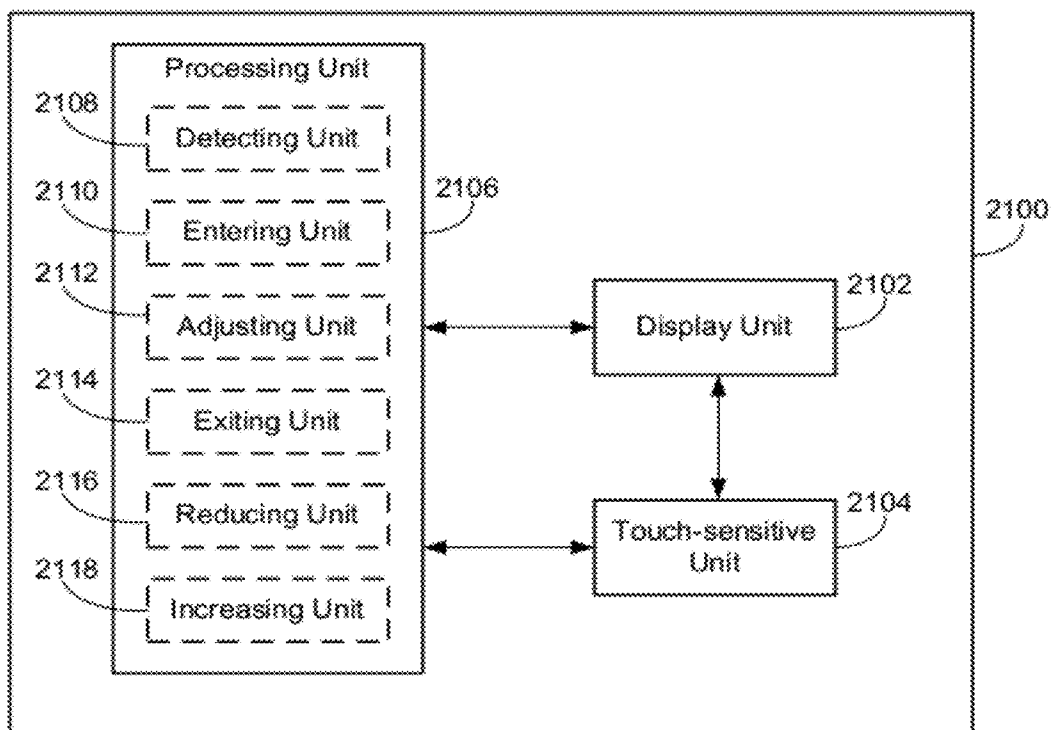 Processing Unit
2108
Detecting Unit
2110
Entering Unit
2106
2100
2112
Adjusting Unit
2102
Display Unit
2114
Exiting Unit
2116
Reducing Unit
2104
Touch-sensitive
Unit
2118
Increasing Unit